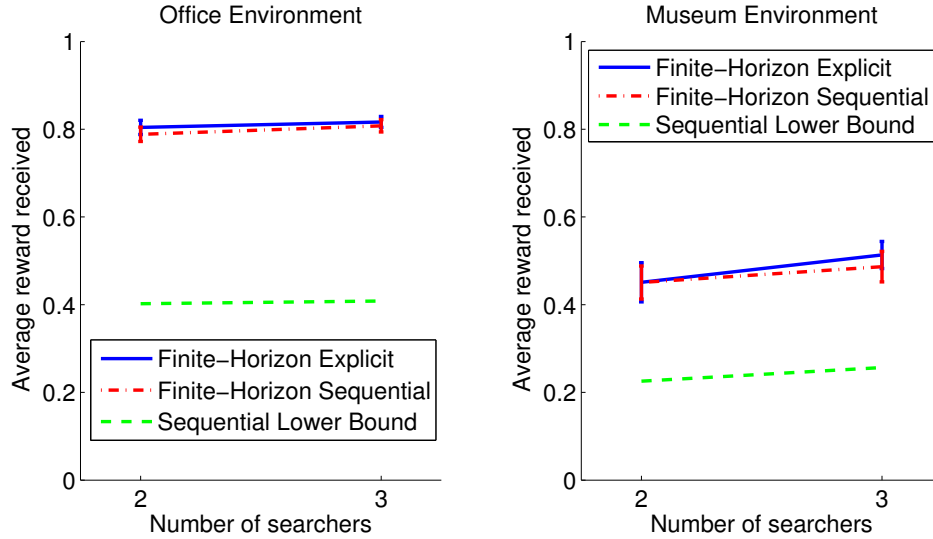 Office Environment
Average reward received
1
0.8
0.6
0.4
0.2
0
Finite−Horizon Explicit
Finite−Horizon Sequential
Sequential Lower Bound
2
3
Number of searchers
Museum Environment
Average reward received
1
0.8
0.6
0.4
0.2
0
Finite−Horizon Explicit
Finite−Horizon Sequential
Sequential Lower Bound
2
3
Number of searchers